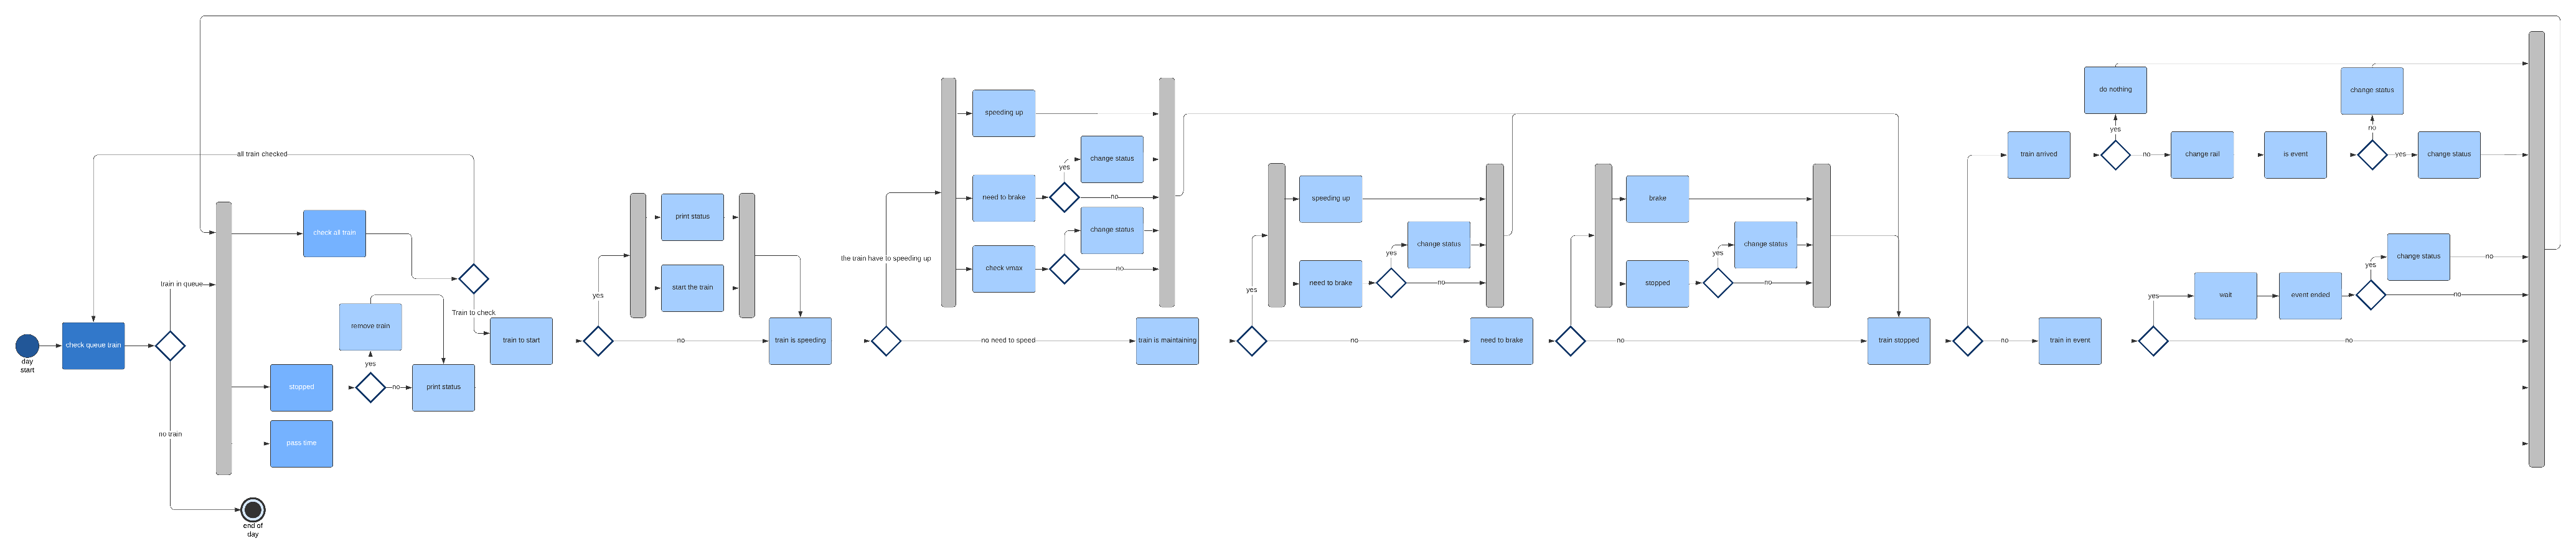 day
start
check queue train
train in queue
no train
end of
day
all train checked
check all train
stopped
pass time
remove train
yes
no
print status
Train to check
train to start
yes
no
print status
start the train
train is speeding
the train have to speeding up
no need to speed
speeding up
need to brake
yes
change status
no
change status
check vmax
no
train is maintaining
yes
no
speeding up
need to brake
yes
change status
no
need to brake
no
brake
stopped
yes
change status
no
train stopped
no
train arrived
do nothing
yes
no
change rail
is event
change status
no
yes
change status
train in event
yes
wait
event ended
yes
change status
no
no
no